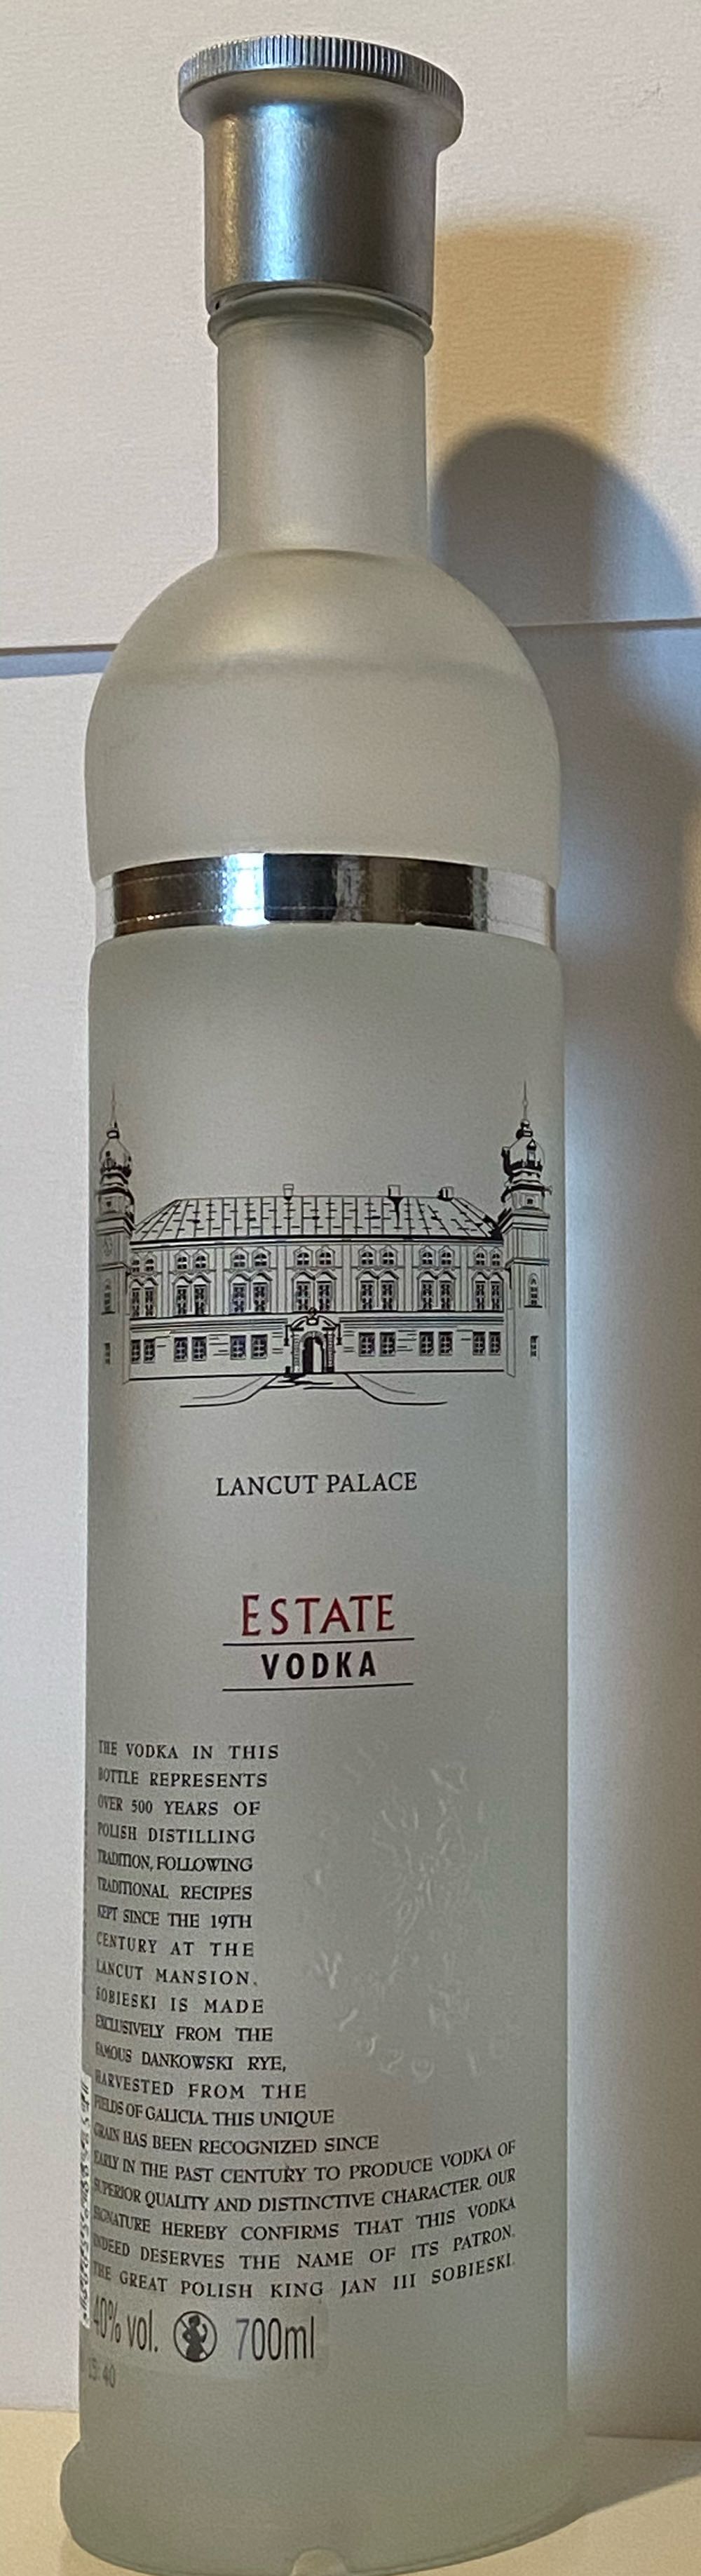 LANCUT PALACE
ESTATE
VODKA
THE VODKA IN THIS
BOTTLE REPRESENTS
OVER 500 YEARS OF
POLISH DISTILLING
TRADITION, FOLLOWING
TRADITIONAL RECIPES
KEPT SINCE THE 19TH
CENTURY AT THE
LANCUT MANSION.
SOBIESKI IS MADE
EXCLUSIVELY FROM THE
FAMOUS DANKOWSKI RYE,
HARVESTED FROM THE
FIELDS OF GALICIA. THIS UNIQUE
GRAIN HAS BEEN RECOGNIZED SINCE
EARLY IN THE PAST CENTURY TO PRODUCE VODKA OF
SUPERIOR QUALITY AND DISTINCTIVE CHARACTER. OUR
SIGNATURE HEREBY CONFIRMS THAT THIS VODKA
INDEED DESERVES THE NAME OF ITS PATRON,
THE GREAT POLISH KING JAN III SOBIESKI.
40% vol. 700ml
15:40